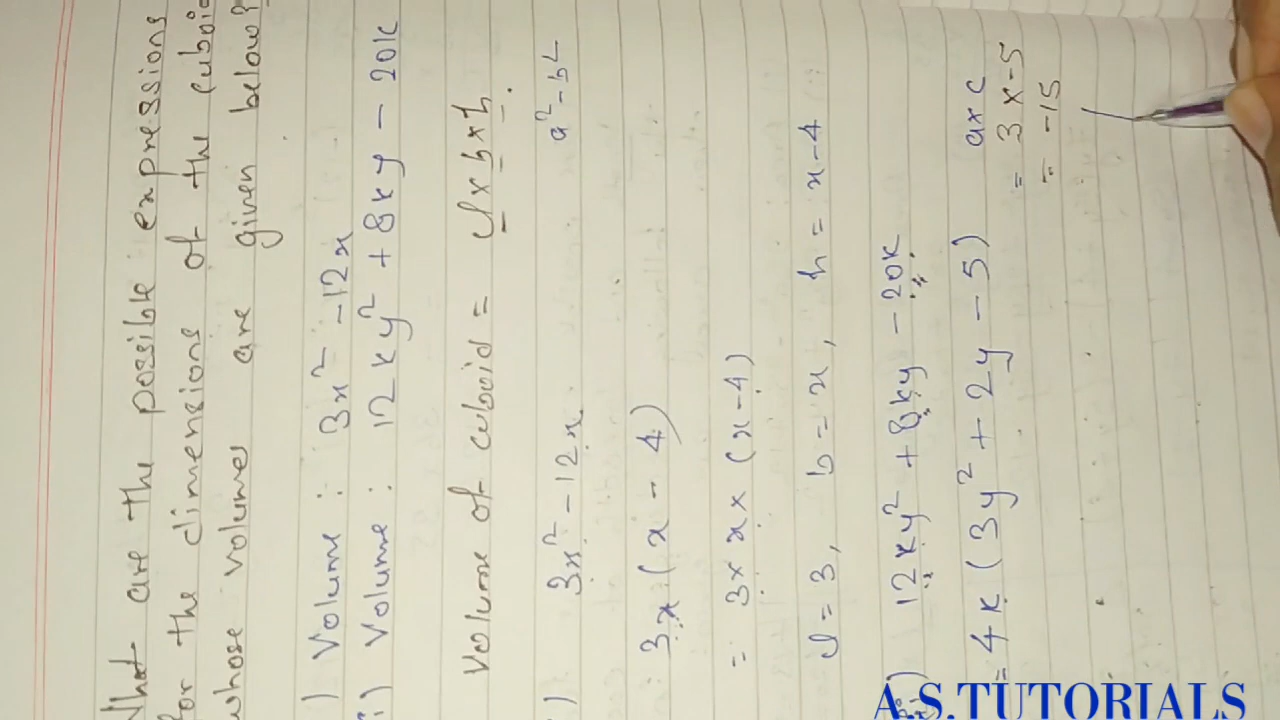 What are the possible expressions
for the dimensions of the cuboid
whose volumes are given below?
) Volume : 3x² - 12x
i) Volume : 12ky² + 8ky - 20k
Volume of cuboid = l × b × h.
) 3x² - 12x a² - b²
3x (x - 4)
= 3 × x × (x - 4)
l = 3, b = x, h = x - 4
ii) 12ky² + 8ky - 20k
= 4k (3y² + 2y - 5) a × c
= 3 × -5
= -15
A.S.TUTORIALS